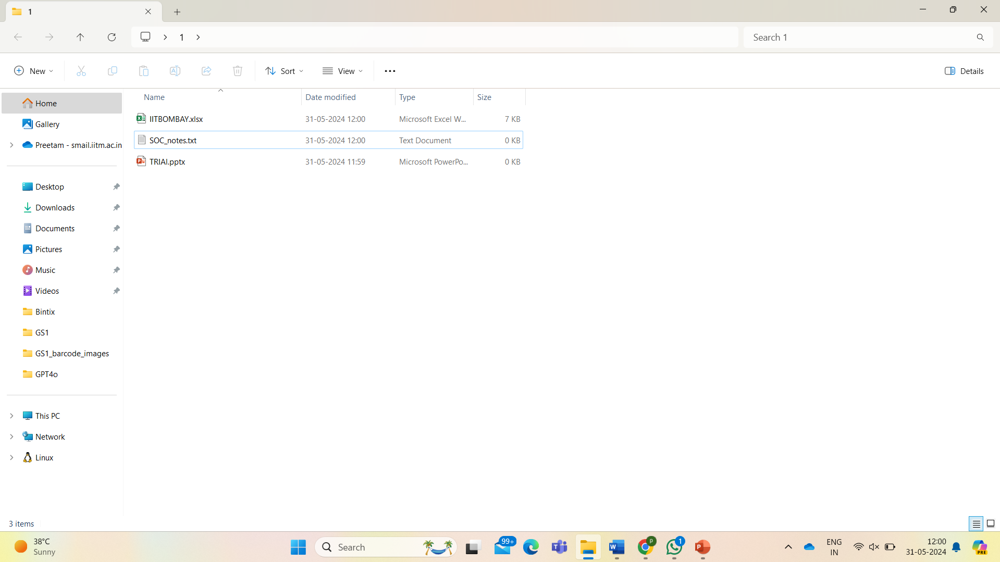 1
1
Search 1
New
Sort
View
Details
Home
Gallery
Preetam - smail.iitm.ac.in
Desktop
Downloads
Documents
Pictures
Music
Videos
Bintix
GS1
GS1_barcode_images
GPT4o
This PC
Network
Linux
Name Date modified Type Size
IITBOMBAY.xlsx 31-05-2024 12:00 Microsoft Excel W... 7 KB
SOC_notes.txt 31-05-2024 12:00 Text Document 0 KB
TRIAl.pptx 31-05-2024 11:59 Microsoft PowerPo... 0 KB
3 items
38°C
Sunny
Search
99+
P
1
ENG
IN
12:00
31-05-2024
PRE